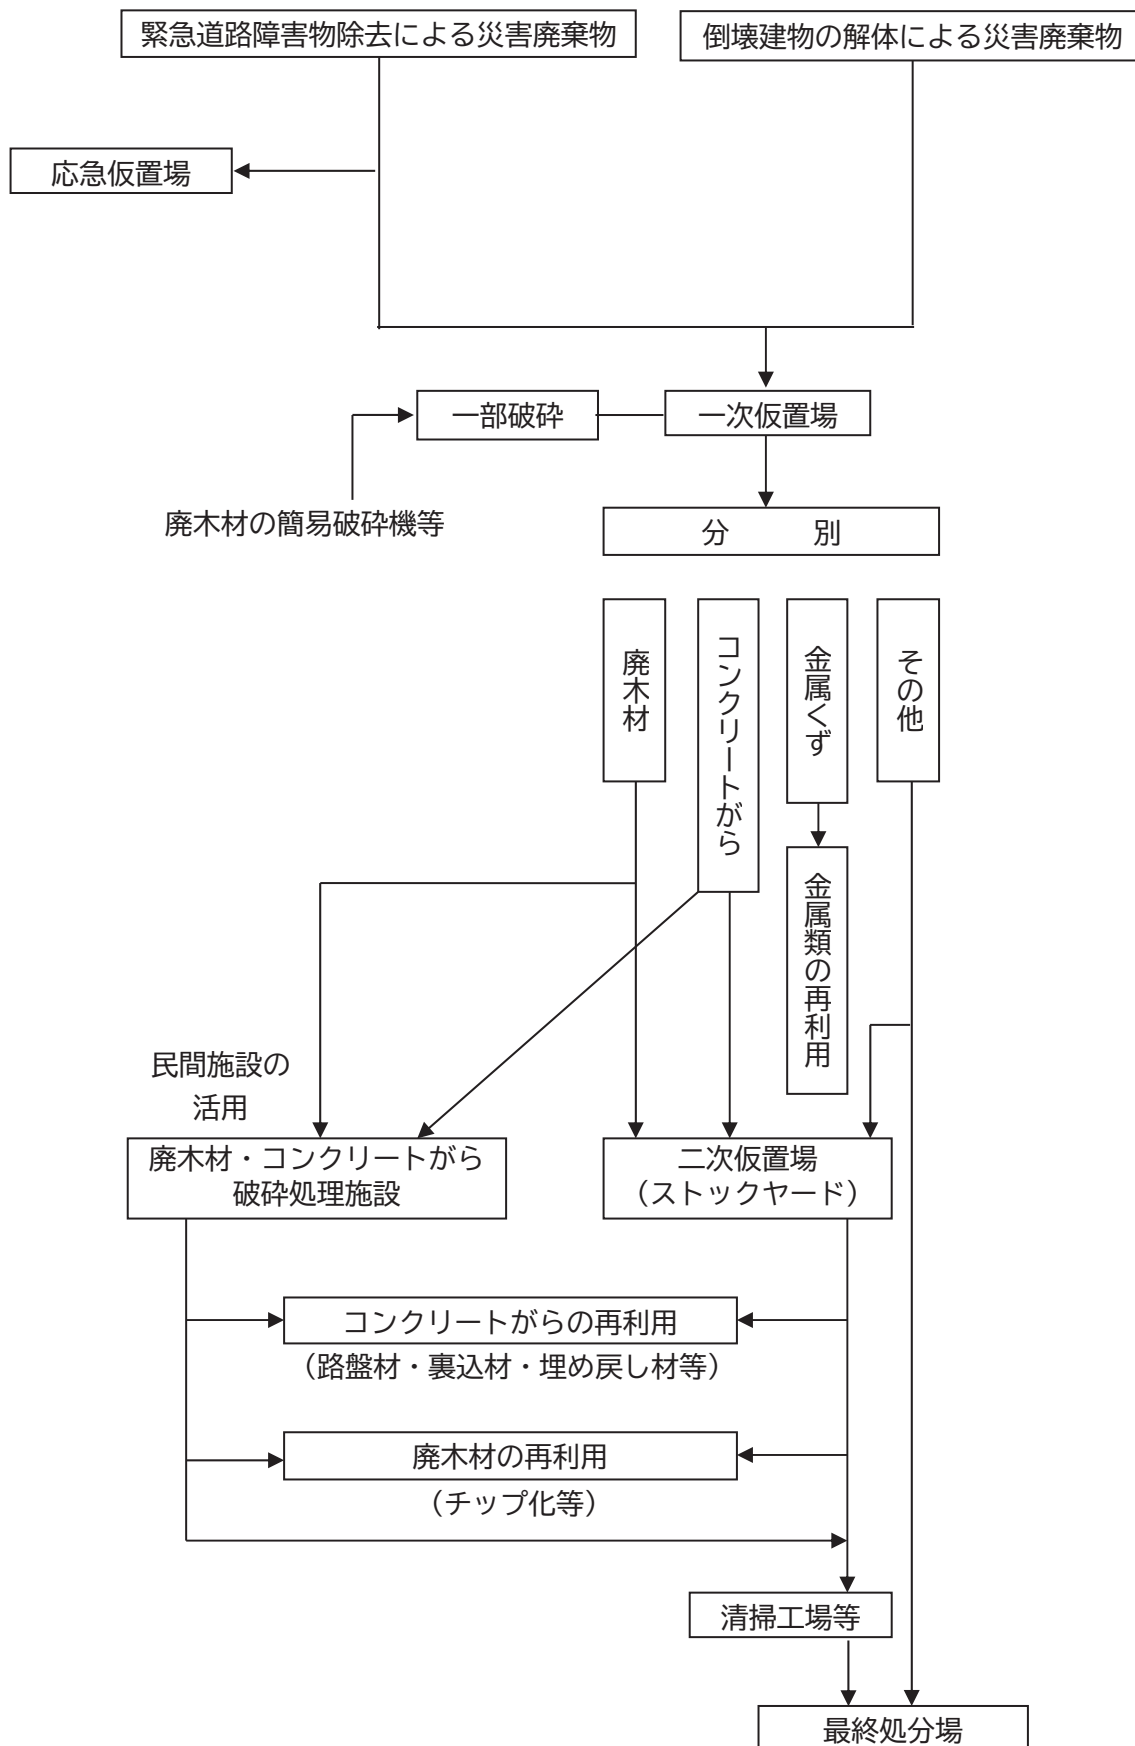 緊急道路障害物除去による災害廃棄物
倒壊建物の解体による災害廃棄物
応急仮置場
一部破砕
一次仮置場
廃木材の簡易破砕機等
分　　　別
廃木材
コンクリートがら
金属くず
その他
金属類の再利用
民間施設の
活用
廃木材・コンクリートがら
破砕処理施設
二次仮置場
（ストックヤード）
コンクリートがらの再利用
（路盤材・裏込材・埋め戻し材等）
廃木材の再利用
（チップ化等）
清掃工場等
最終処分場